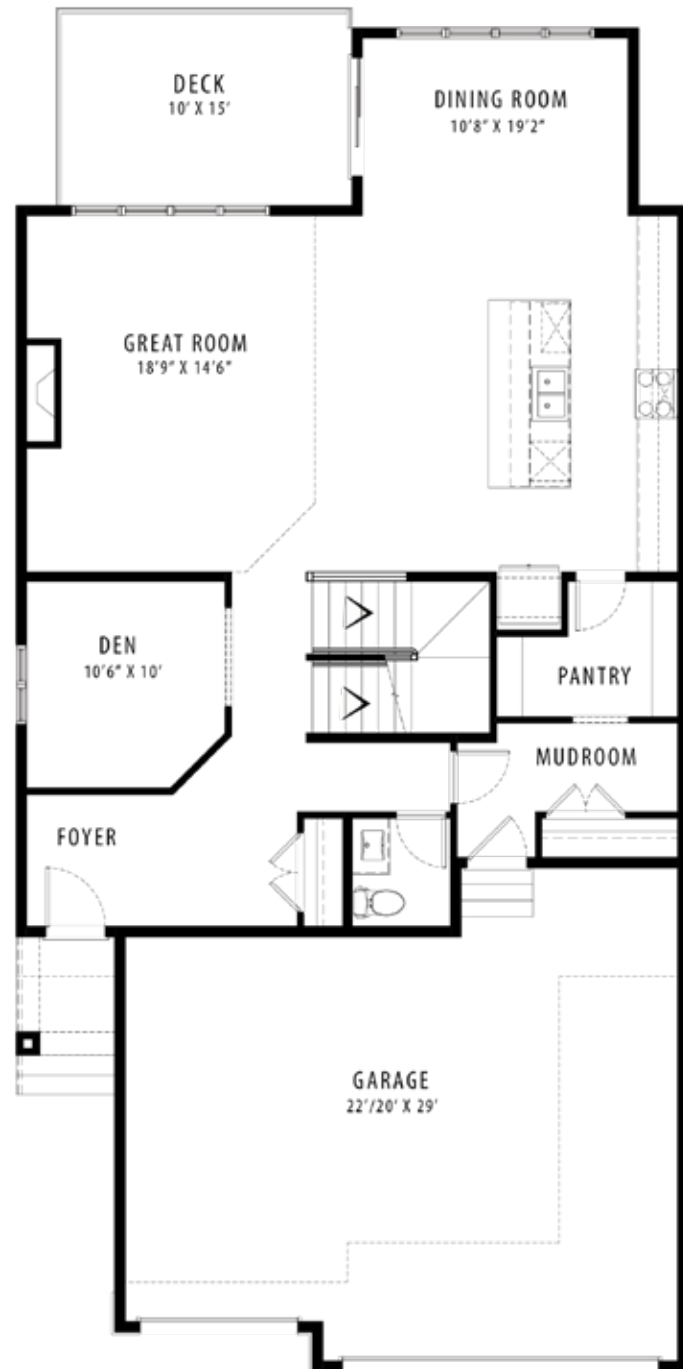 DECK
10' X 15'
DINING ROOM
10'8" X 19'2"
GREAT ROOM
18'9" X 14'6"
DEN
10'6" X 10'
PANTRY
MUDROOM
FOYER
GARAGE
22'/20' X 29'